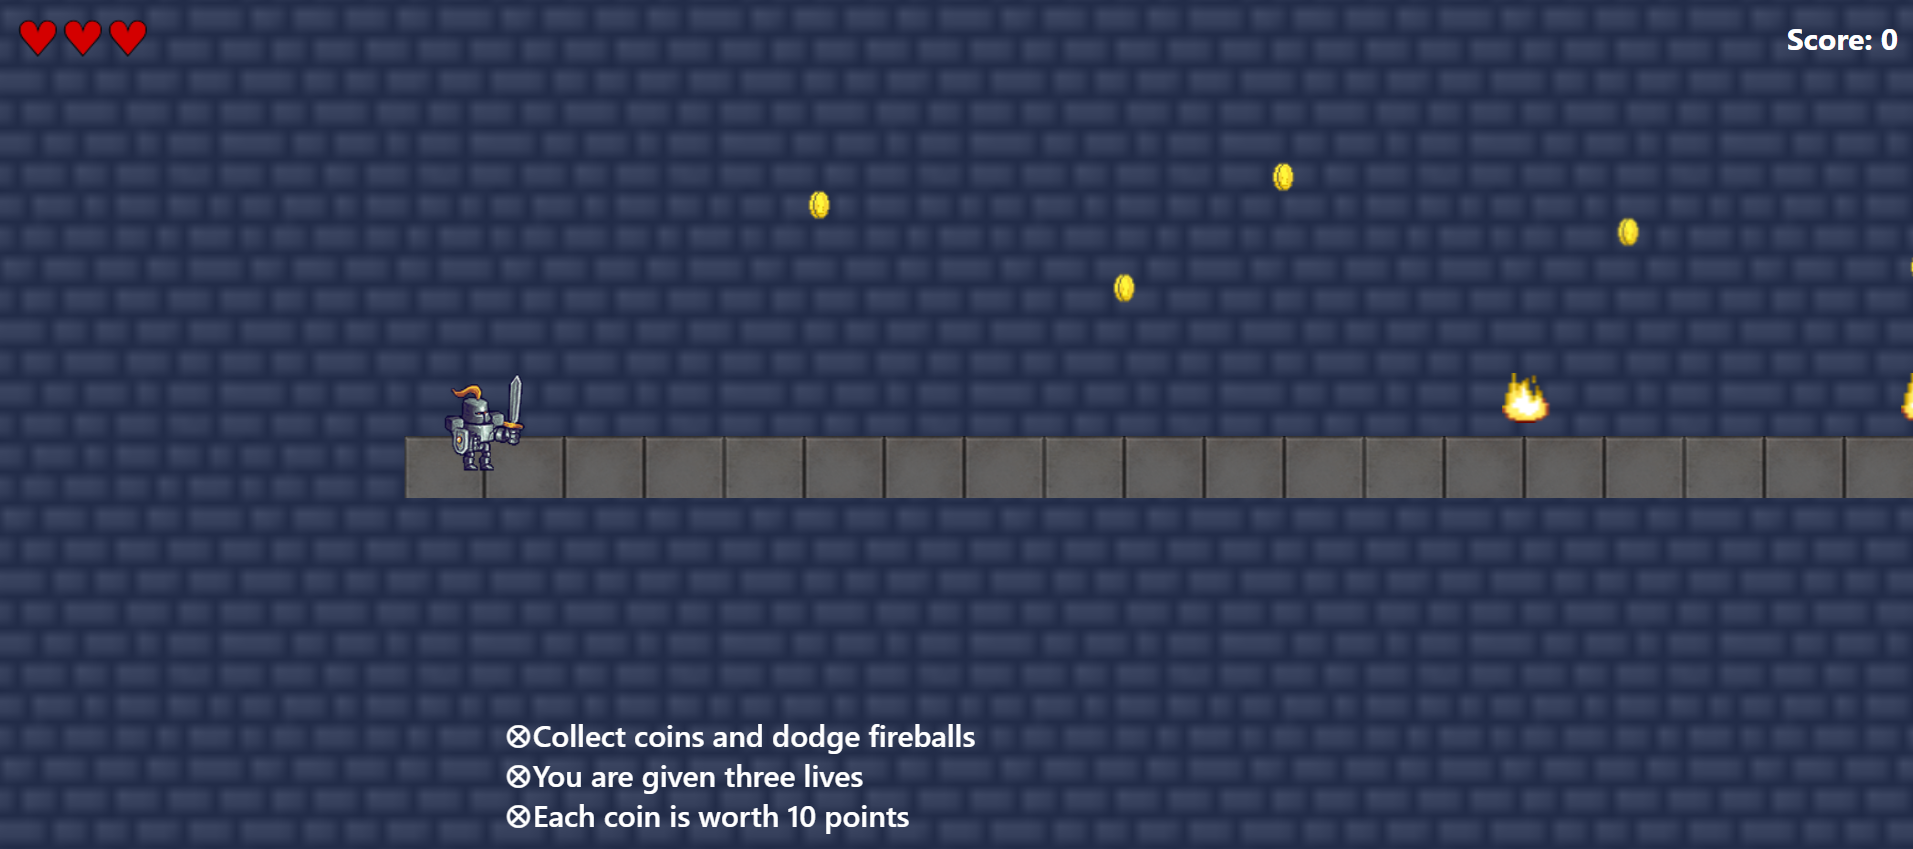 Score: 0
⊗Collect coins and dodge fireballs
⊗You are given three lives
⊗Each coin is worth 10 points